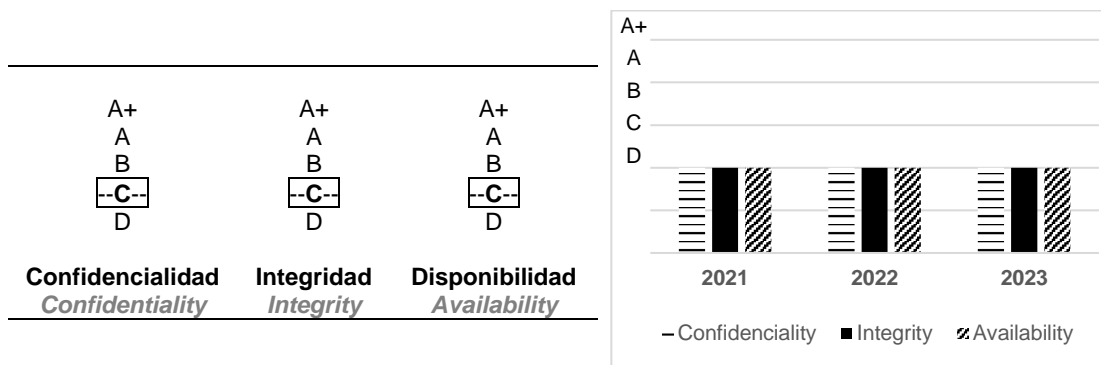 A+ A+ A+
A A A
B B B
--C-- --C-- --C--
D D D
Confidencialidad Integridad Disponibilidad
Confidentiality Integrity Availability
A+
A
B
C
D
2021 2022 2023
Confidenciality Integrity Availability